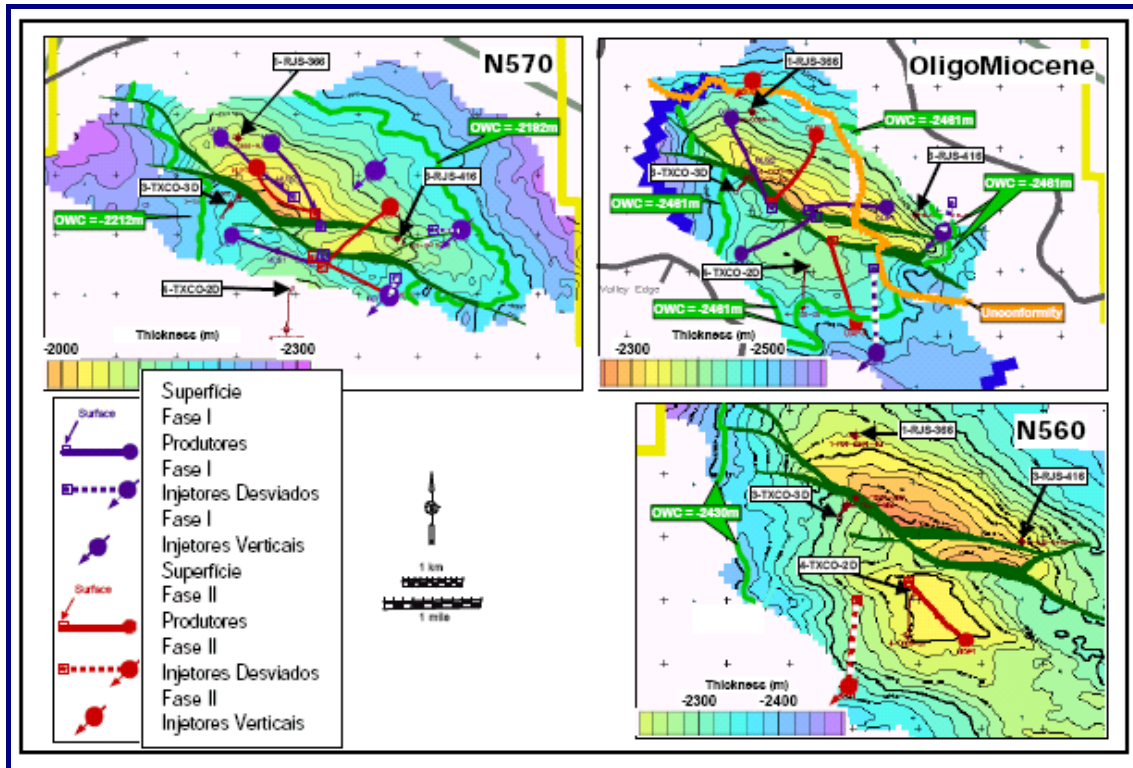 N570
1-RJS-366
OWC = -2192m
3-RJS-416
3-TXCO-3D
OWC = -2212m
4-TXCO-2D
Thickness (m)
-2000
-2300
OligoMiocene
1-RJS-366
OWC = -2461m
3-RJS-416
3-TXCO-3D
OWC = -2461m
OWC = -2461m
4-TXCO-2D
Valley Edge
OWC = -2461m
Unconformity
Thickness (m)
-2300
-2500
N560
1-RJS-366
3-RJS-416
3-TXCO-3D
OWC = -2430m
4-TXCO-2D
Thickness (m)
-2300
-2400
Surface
Superfície
Fase I
Produtores
Fase I
Injetores Desviados
Fase I
Injetores Verticais
Surface
Superfície
Fase II
Produtores
Fase II
Injetores Desviados
Fase II
Injetores Verticais
1 km
1 mile